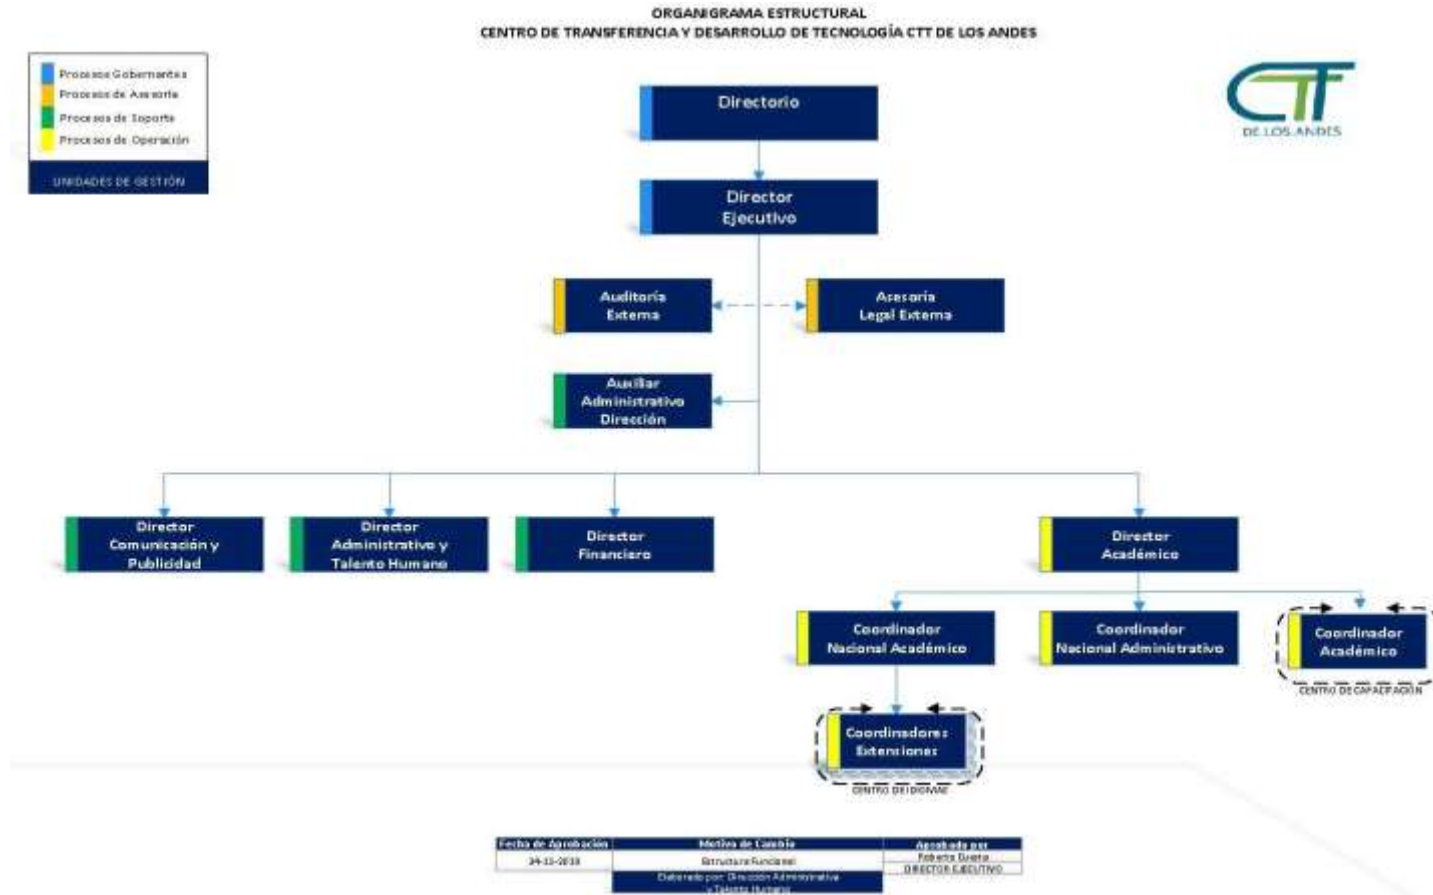 ORGANIGRAMA ESTRUCTURAL
CENTRO DE TRANSFERENCIA Y DESARROLLO DE TECNOLOGÍA CTT DE LOS ANDES
Procesos Gobernantes
Procesos de Asesoría
Procesos de Soporte
Procesos de Operación
UNIDADES DE GESTIÓN
CTT
DE LOS ANDES
Directorio
Director
Ejecutivo
Auditoría
Externa
Asesoría
Legal Externa
Auxiliar
Administrativo
Dirección
Director
Comunicación y
Publicidad
Director
Administrativo y
Talento Humano
Director
Financiero
Director
Académico
Coordinador
Nacional Académico
Coordinador
Nacional Administrativo
Coordinador
Académico
CENTRO DE CAPACITACIÓN
Coordinadores
Extensiones
CENTRO DE IDIOMAS
Fecha de Aprobación
Motivo de Cambio
Aprobado por
Estructura Funcional
Roberto
DIRECTOR EJECUTIVO
Elaborado por: Dirección Administrativa
y Talento Humano